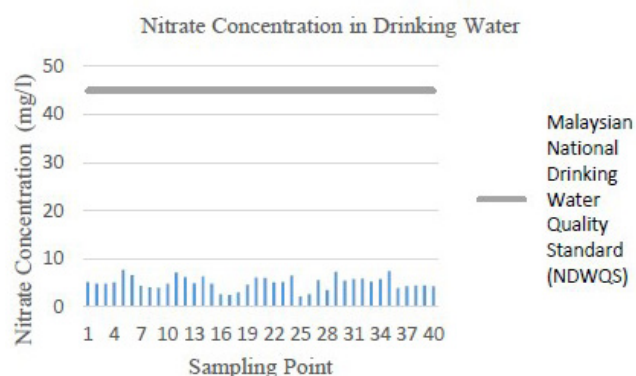 Nitrate Concentration in Drinking Water
Nitrate Concentration (mg/l)
50
40
30
20
10
0
1 4 7 10 13 16 19 22 25 28 31 34 37 40
Sampling Point
Malaysian
National
Drinking
Water
Quality
Standard
(NDWQS)